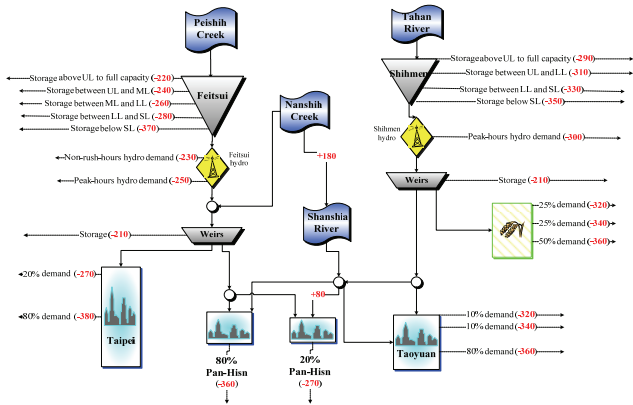 Peishih
Creek
Tahan
River
Storage above UL to full capacity (-220)
Storage between UL and ML (-240)
Storage between ML and LL (-260)
Storage between LL and SL (-280)
Storage below SL (-370)
Feitsui
Nanshih
Creek
Shihmen
Storage above UL to full capacity (-290)
Storage between UL and LL (-310)
Storage between LL and SL (-330)
Storage below SL (-350)
Non-rush-hours hydro demand (-230)
Peak-hours hydro demand (-250)
Feitsui
hydro
+180
Shihmen
hydro
Peak-hours hydro demand (-300)
Storage (-210)
Weirs
Shanshia
River
Weirs
Storage (-210)
25% demand (-320)
25% demand (-340)
50% demand (-360)
20% demand (-270)
80% demand (-380)
Taipei
+80
80%
Pan-Hisn
(-360)
20%
Pan-Hisn
(-270)
Taoyuan
10% demand (-320)
10% demand (-340)
80% demand (-360)